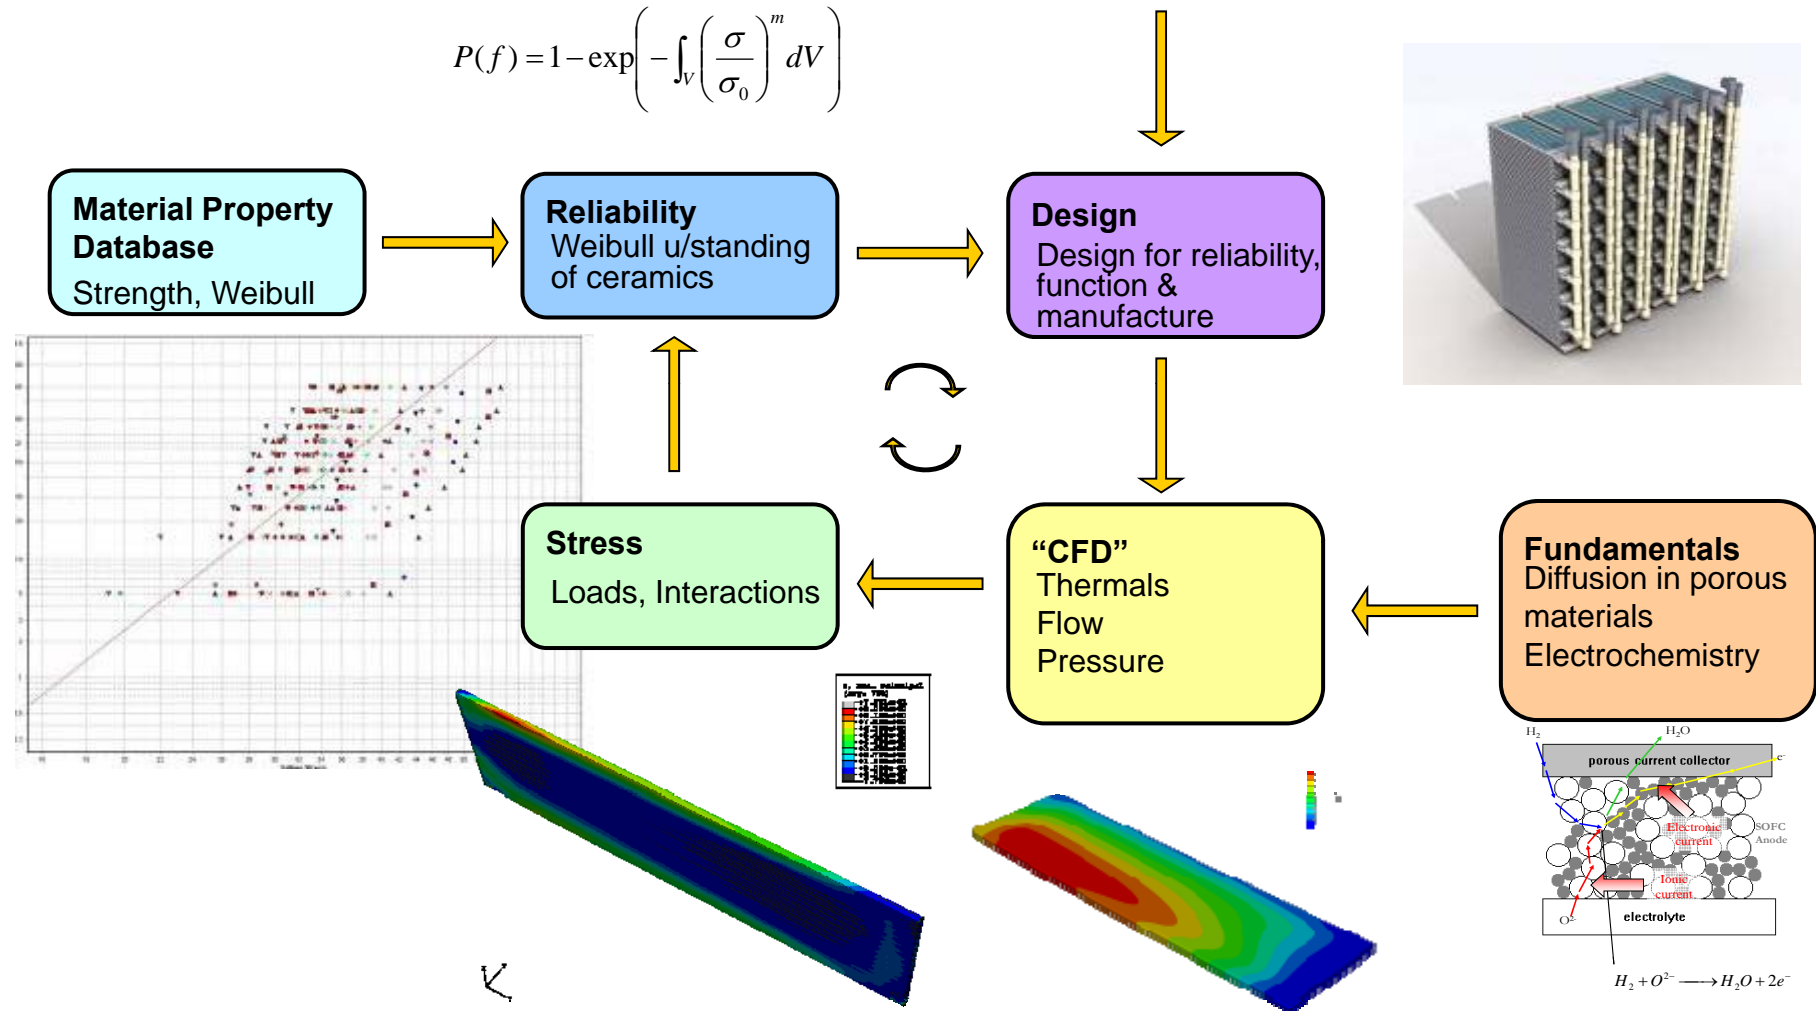 P(f) = 1 − exp(−∫_V (σ/σ₀)^m dV)
Material Property
Database
Strength, Weibull
Reliability
Weibull u/standing
of ceramics
Design
Design for reliability,
function &
manufacture
Stress
Loads, Interactions
“CFD”
Thermals
Flow
Pressure
Fundamentals
Diffusion in porous
materials
Electrochemistry
H₂
H₂O
porous current collector
e⁻
Electronic
current
SOFC
Anode
Ionic
current
O²⁻
electrolyte
H₂ + O²⁻ ⟶ H₂O + 2e⁻